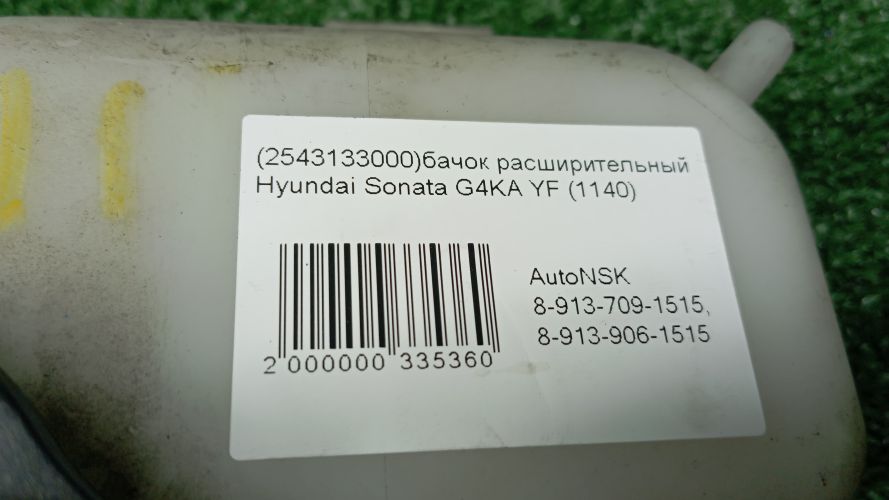 (2543133000)бачок расширительный
Hyundai Sonata G4KA YF (1140)
AutoNSK
8-913-709-1515,
8-913-906-1515
2 000000 335360